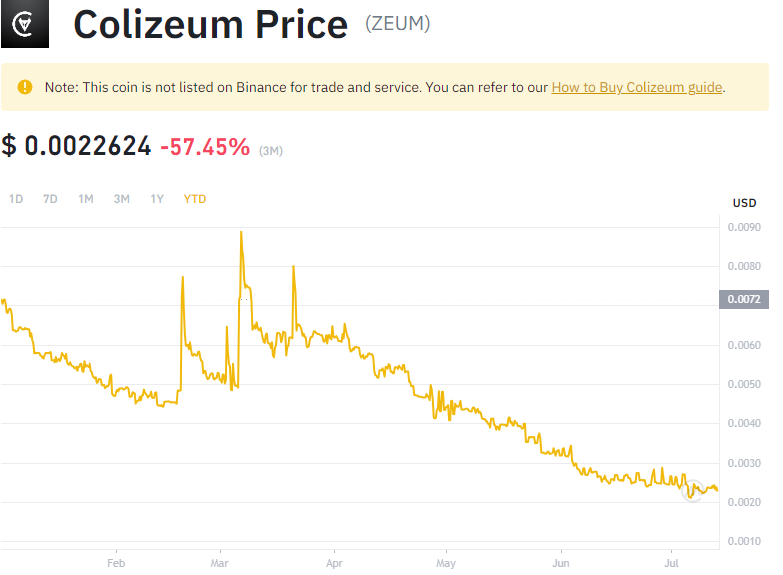 Colizeum Price (ZEUM)
Note: This coin is not listed on Binance for trade and service. You can refer to our How to Buy Colizeum guide.
$ 0.0022624 -57.45% (3M)
1D 7D 1M 3M 1Y YTD
USD
0.0090
0.0080
0.0072
0.0060
0.0050
0.0040
0.0030
0.0020
0.0010
Feb Mar Apr May Jun Jul